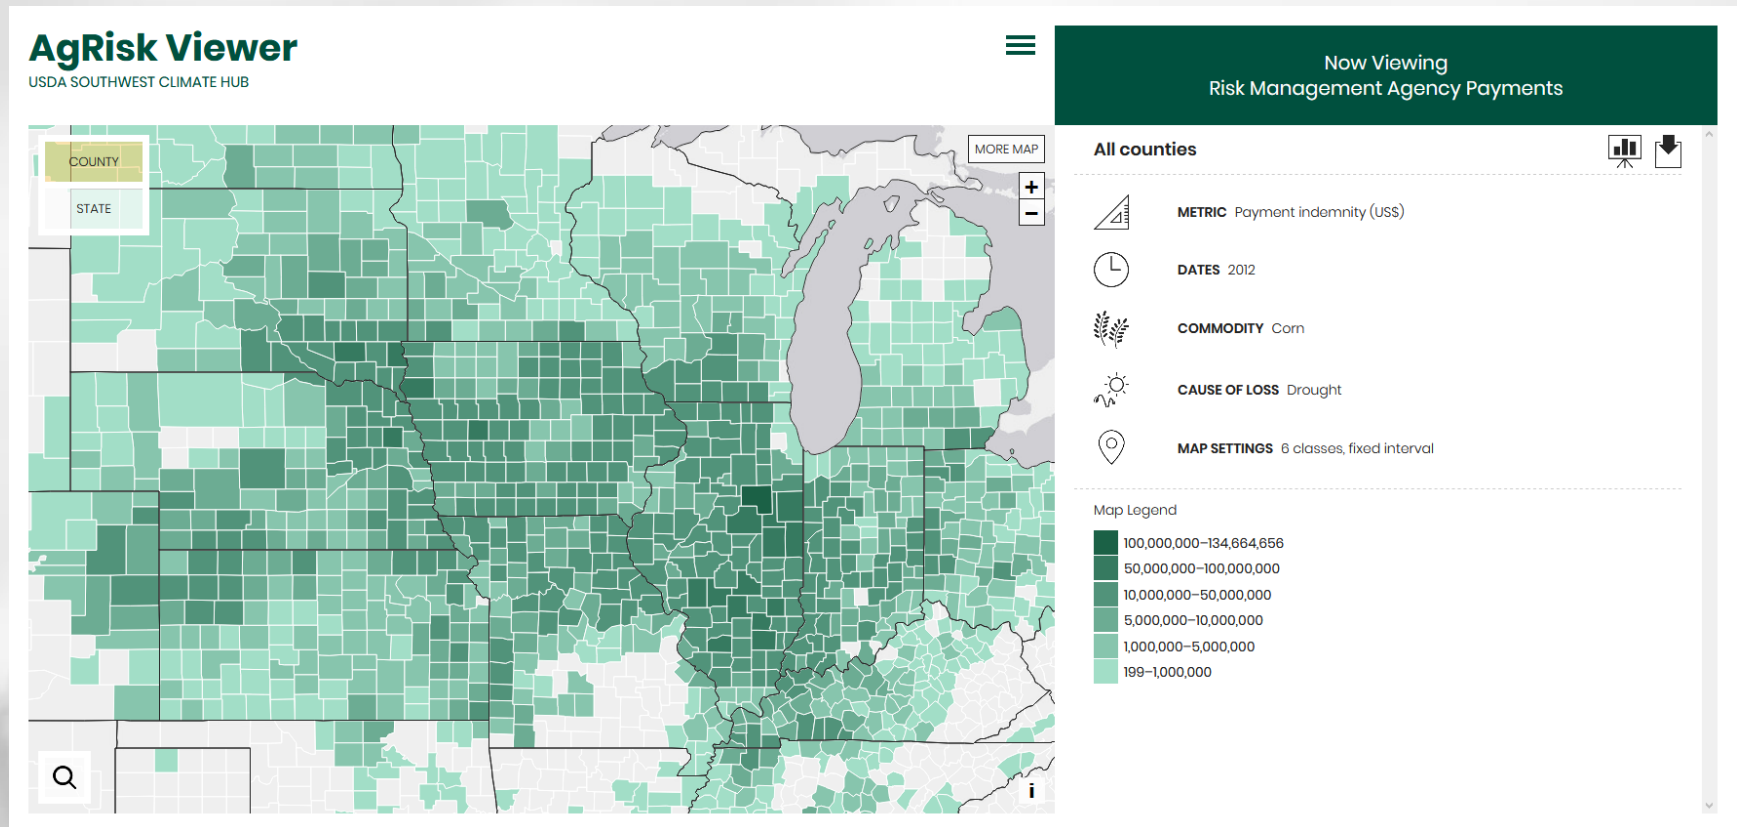 AgRisk Viewer
USDA SOUTHWEST CLIMATE HUB
COUNTY
STATE
MORE MAP
+
−
i
Now Viewing
Risk Management Agency Payments
All counties
METRIC Payment indemnity (US$)
DATES 2012
COMMODITY Corn
CAUSE OF LOSS Drought
MAP SETTINGS 6 classes, fixed interval
Map Legend
100,000,000–134,664,656
50,000,000–100,000,000
10,000,000–50,000,000
5,000,000–10,000,000
1,000,000–5,000,000
199–1,000,000